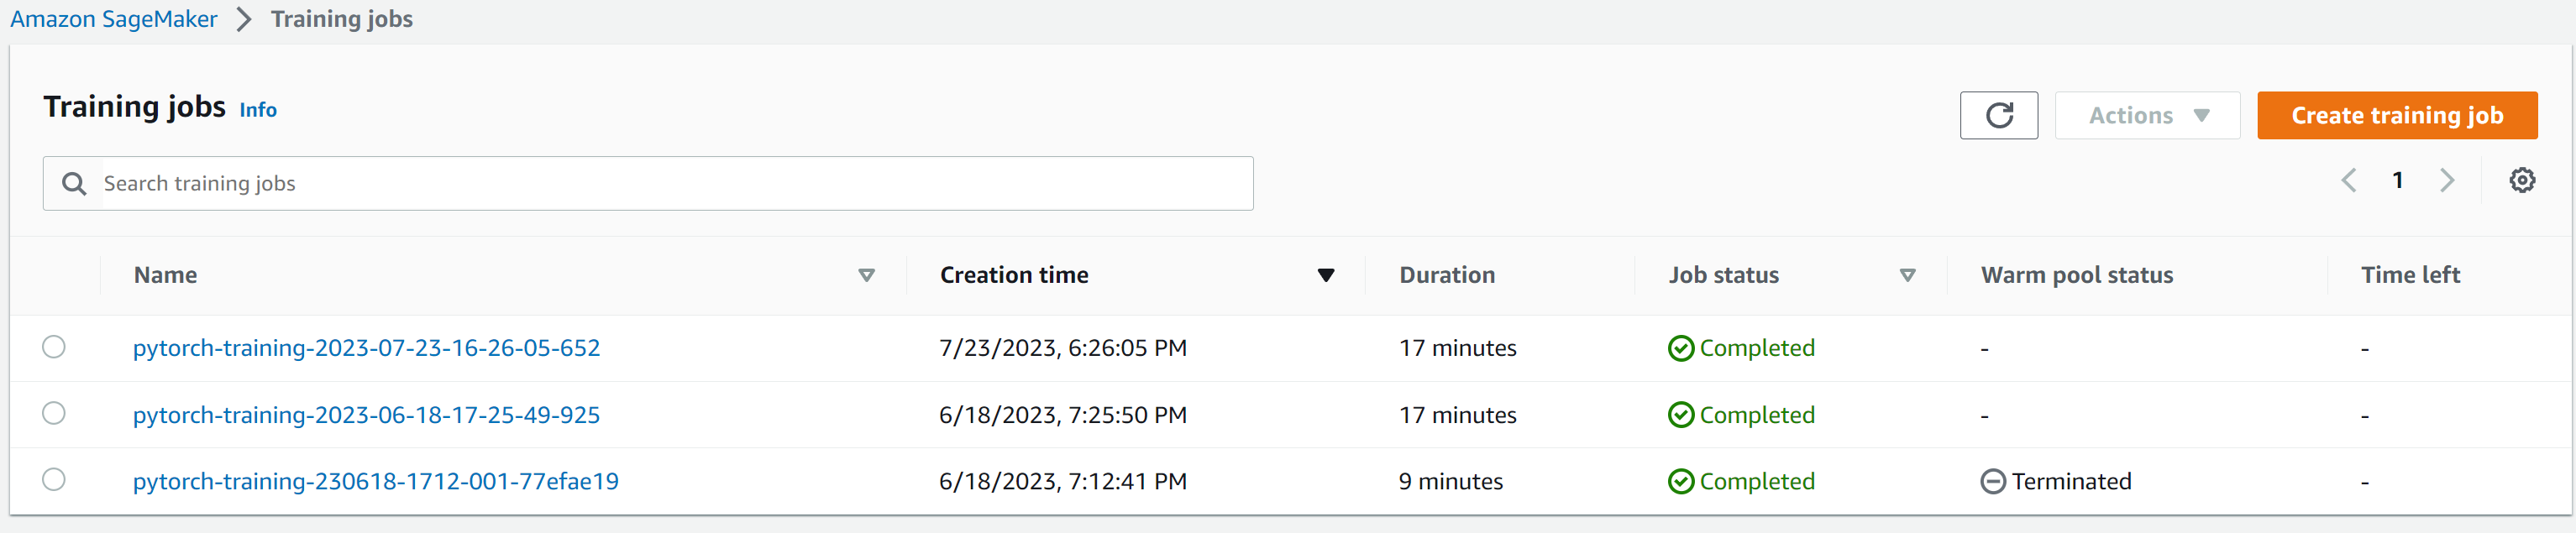 Amazon SageMaker > Training jobs
Training jobs Info
Actions Create training job
Search training jobs
1
Name Creation time Duration Job status Warm pool status Time left
pytorch-training-2023-07-23-16-26-05-652 7/23/2023, 6:26:05 PM 17 minutes Completed - -
pytorch-training-2023-06-18-17-25-49-925 6/18/2023, 7:25:50 PM 17 minutes Completed - -
pytorch-training-230618-1712-001-77efae19 6/18/2023, 7:12:41 PM 9 minutes Completed Terminated -